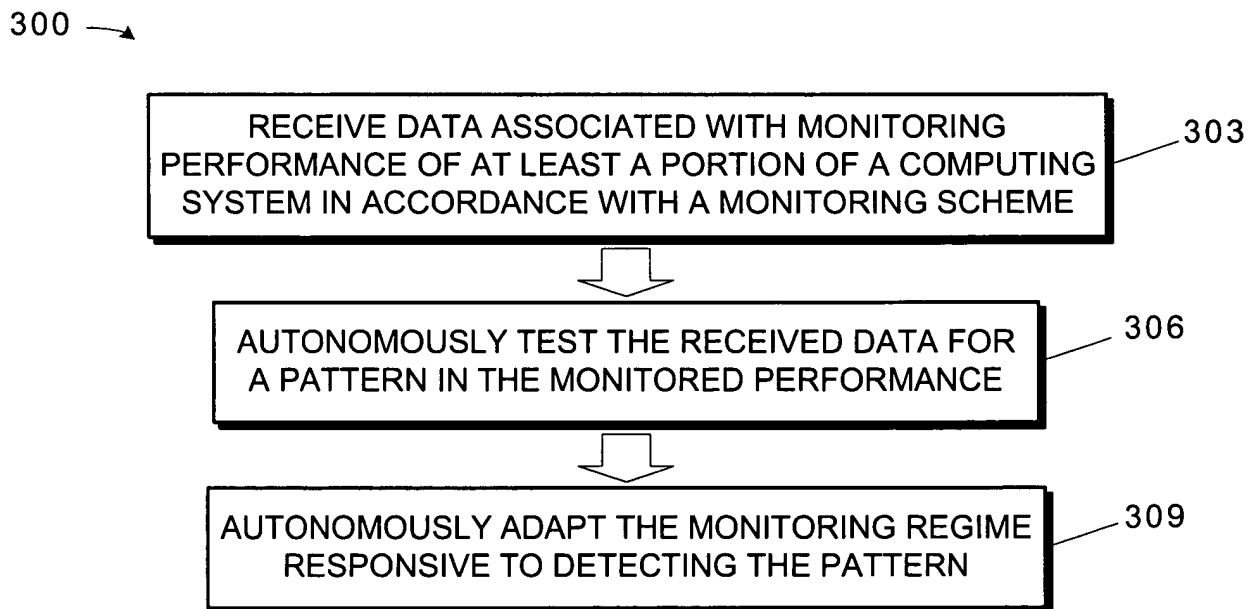 300
RECEIVE DATA ASSOCIATED WITH MONITORING
PERFORMANCE OF AT LEAST A PORTION OF A COMPUTING
SYSTEM IN ACCORDANCE WITH A MONITORING SCHEME
303
AUTONOMOUSLY TEST THE RECEIVED DATA FOR
A PATTERN IN THE MONITORED PERFORMANCE
306
AUTONOMOUSLY ADAPT THE MONITORING REGIME
RESPONSIVE TO DETECTING THE PATTERN
309